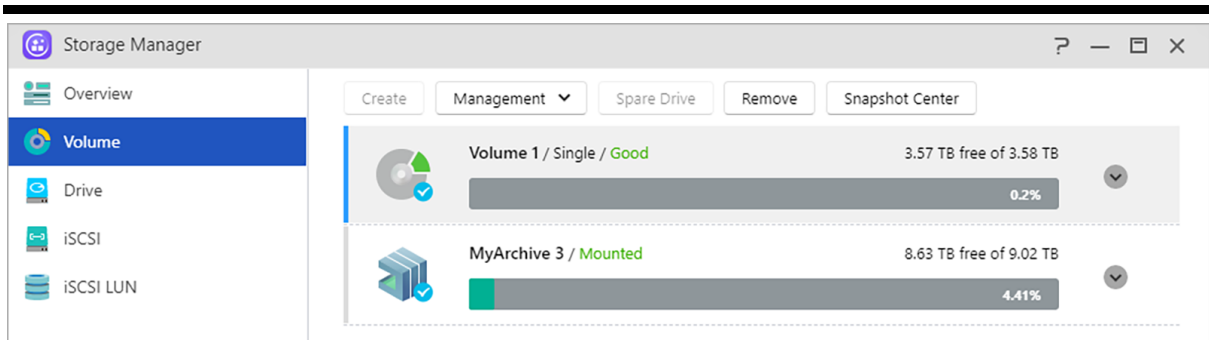 Storage Manager
Overview
Volume
Drive
iSCSI
iSCSI LUN
Create Management Spare Drive Remove Snapshot Center
Volume 1 / Single / Good 3.57 TB free of 3.58 TB
0.2%
MyArchive 3 / Mounted 8.63 TB free of 9.02 TB
4.41%